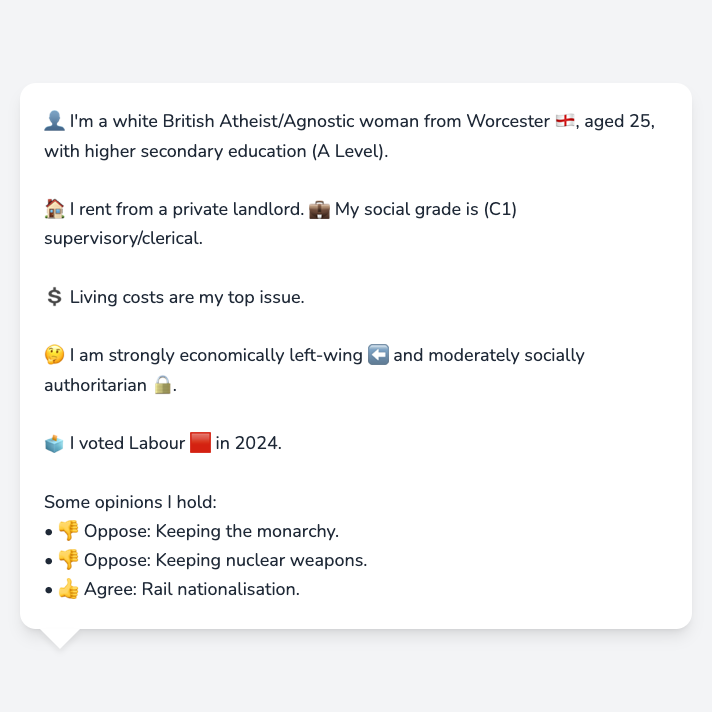 👤 I'm a white British Atheist/Agnostic woman from Worcester 🏴󠁧󠁢󠁥󠁮󠁧󠁿, aged 25,
with higher secondary education (A Level).
🏠 I rent from a private landlord. 💼 My social grade is (C1)
supervisory/clerical.
💲 Living costs are my top issue.
🤔 I am strongly economically left-wing ⬅️ and moderately socially
authoritarian 🔒.
🗳️ I voted Labour 🟥 in 2024.
Some opinions I hold:
• 👎 Oppose: Keeping the monarchy.
• 👎 Oppose: Keeping nuclear weapons.
• 👍 Agree: Rail nationalisation.